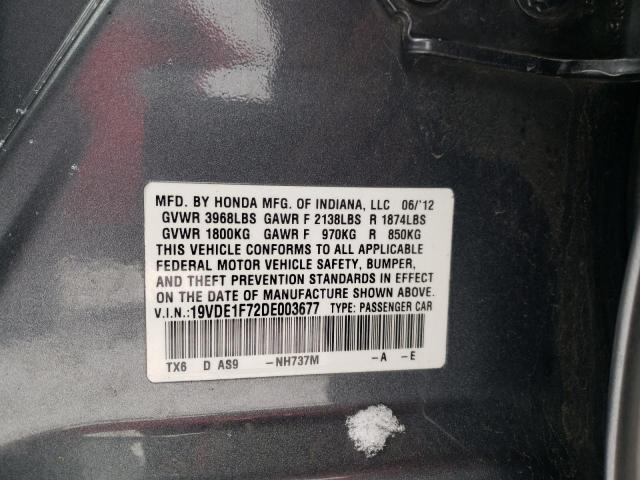 MFD. BY HONDA MFG. OF INDIANA, LLC 06/'12
GVWR 3968LBS GAWR F 2138LBS R 1874LBS
GVWR 1800KG GAWR F 970KG R 850KG
THIS VEHICLE CONFORMS TO ALL APPLICABLE
FEDERAL MOTOR VEHICLE SAFETY, BUMPER,
AND THEFT PREVENTION STANDARDS IN EFFECT
ON THE DATE OF MANUFACTURE SHOWN ABOVE.
V.I.N.:19VDE1F72DE003677 TYPE: PASSENGER CAR
TX6 D AS9 -NH737M -A -E